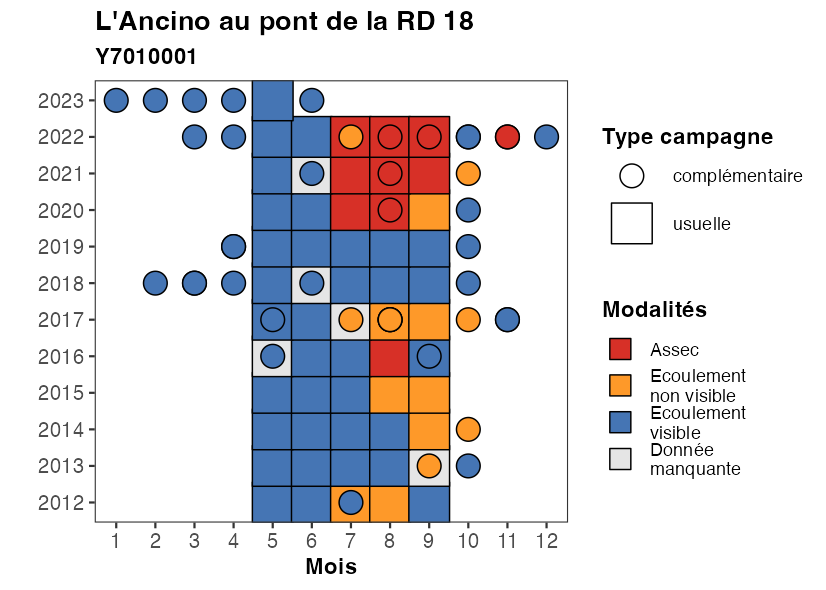 L'Ancino au pont de la RD 18
Y7010001
2023
2022
2021
2020
2019
2018
2017
2016
2015
2014
2013
2012
1 2 3 4 5 6 7 8 9 10 11 12
Mois
Type campagne
complémentaire
usuelle
Modalités
Assec
Ecoulement
non visible
Ecoulement
visible
Donnée
manquante